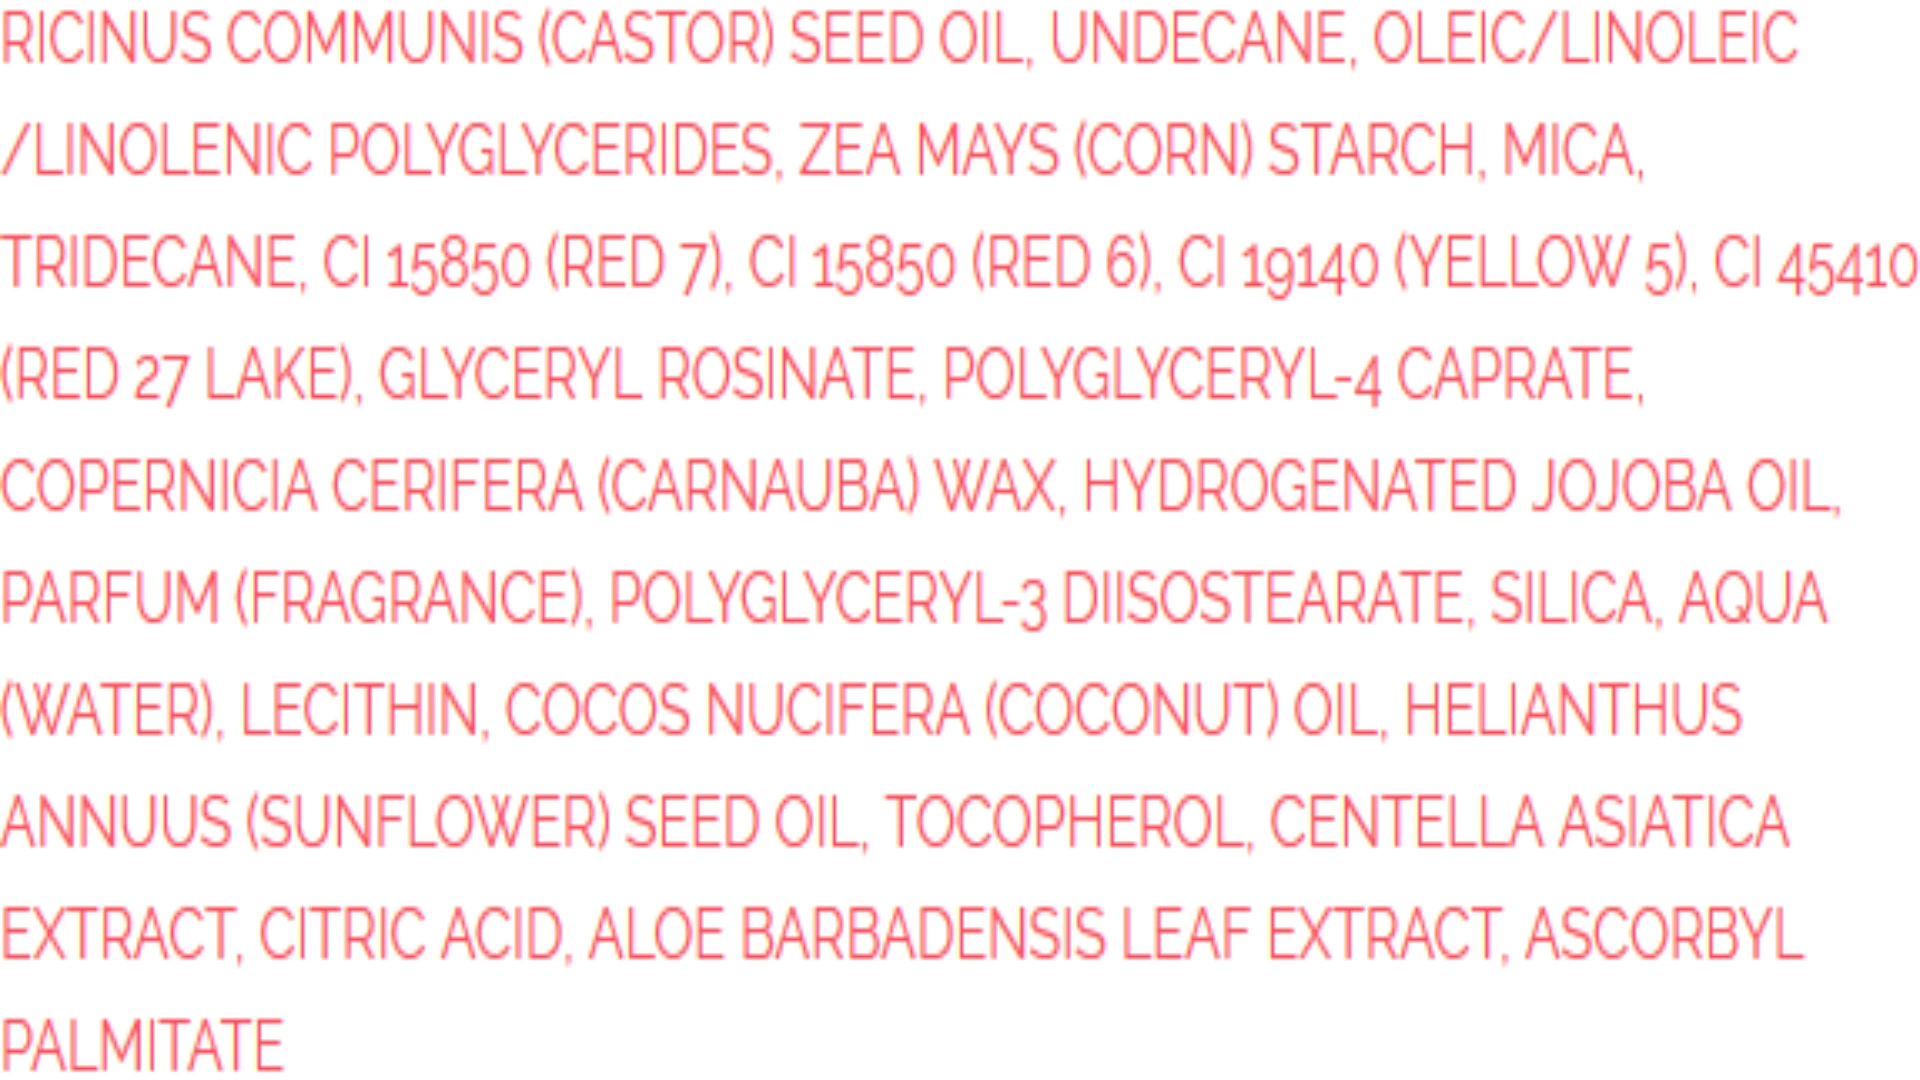 RICINUS COMMUNIS (CASTOR) SEED OIL, UNDECANE, OLEIC/LINOLEIC
/LINOLENIC POLYGLYCERIDES, ZEA MAYS (CORN) STARCH, MICA,
TRIDECANE, CI 15850 (RED 7), CI 15850 (RED 6), CI 19140 (YELLOW 5), CI 45410
(RED 27 LAKE), GLYCERYL ROSINATE, POLYGLYCERYL-4 CAPRATE,
COPERNICIA CERIFERA (CARNAUBA) WAX, HYDROGENATED JOJOBA OIL,
PARFUM (FRAGRANCE), POLYGLYCERYL-3 DIISOSTEARATE, SILICA, AQUA
(WATER), LECITHIN, COCOS NUCIFERA (COCONUT) OIL, HELIANTHUS
ANNUUS (SUNFLOWER) SEED OIL, TOCOPHEROL, CENTELLA ASIATICA
EXTRACT, CITRIC ACID, ALOE BARBADENSIS LEAF EXTRACT, ASCORBYL
PALMITATE